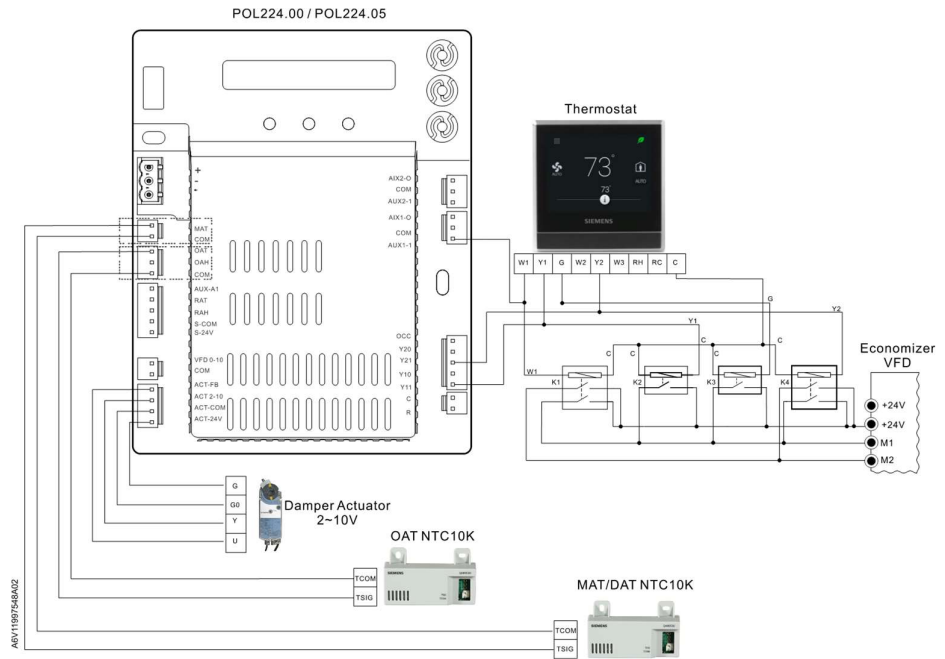 POL224.00 / POL224.05
+
-
-
MAT
COM
OAT
OAH
COM
AUX-A1
RAT
RAH
S-COM
S-24V
VFD 0-10
COM
ACT-FB
ACT 2-10
ACT-COM
ACT-24V
AIX2-O
COM
AUX2-1
AIX1-O
COM
AUX1-1
OCC
Y20
Y21
Y10
Y11
C
R
Thermostat
AUTO
73°
AUTO
73°
SIEMENS
W1 Y1 G W2 Y2 W3 RH RC C
G
Y2
Y1
C C C C
W1
K1 K2 K3 K4
Economizer
VFD
+24V
+24V
M1
M2
G
G0
Y
U
Damper Actuator
2~10V
OAT NTC10K
SIEMENS
TCOM
TSIG
MAT/DAT NTC10K
SIEMENS
TCOM
TSIG
A6V11997548A02